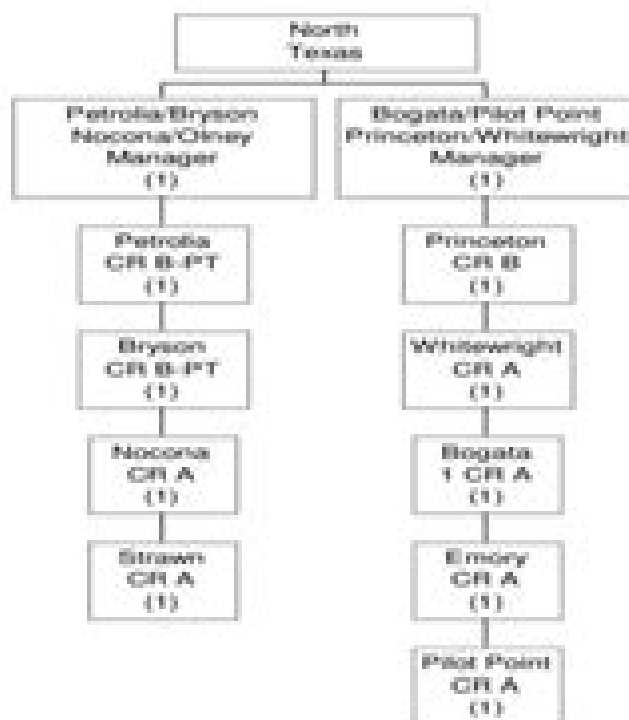 North
Texas
Petrolia/Bryson
Nocona/Olney
Manager
(1)
Bogata/Pilot Point
Princeton/Whitewright
Manager
(1)
Petrolia
CR B-PT
(1)
Princeton
CR B
(1)
Bryson
CR B-PT
(1)
Whitewright
CR A
(1)
Nocona
CR A
(1)
Bogata
1 CR A
(1)
Strawn
CR A
(1)
Emory
CR A
(1)
Pilot Point
CR A
(1)